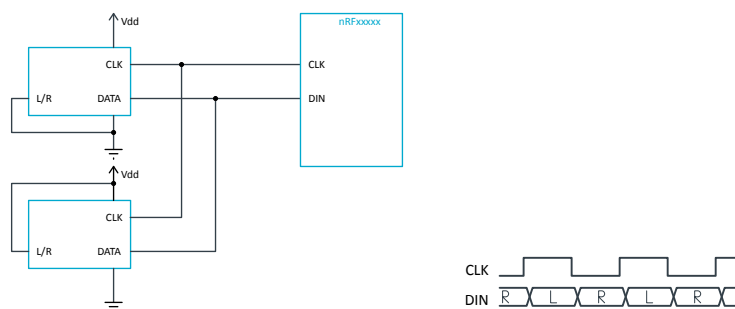 Vdd
nRFxxxxx
CLK
CLK
L/R
DATA
DIN
Vdd
CLK
L/R
DATA
CLK
DIN
R L R L R